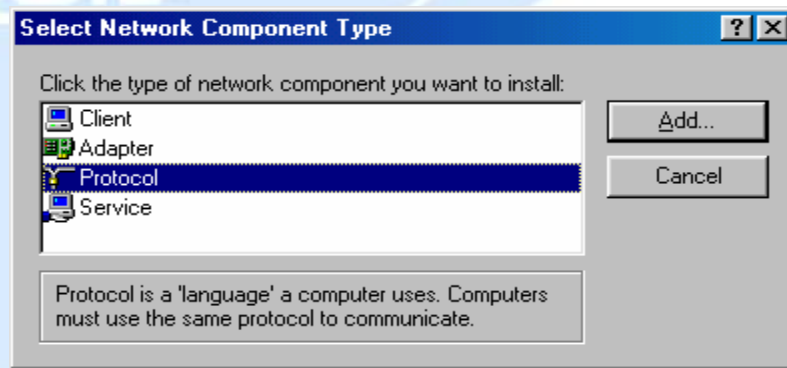 Select Network Component Type
Click the type of network component you want to install:
Client
Adapter
Protocol
Service
Add...
Cancel
Protocol is a 'language' a computer uses. Computers
must use the same protocol to communicate.